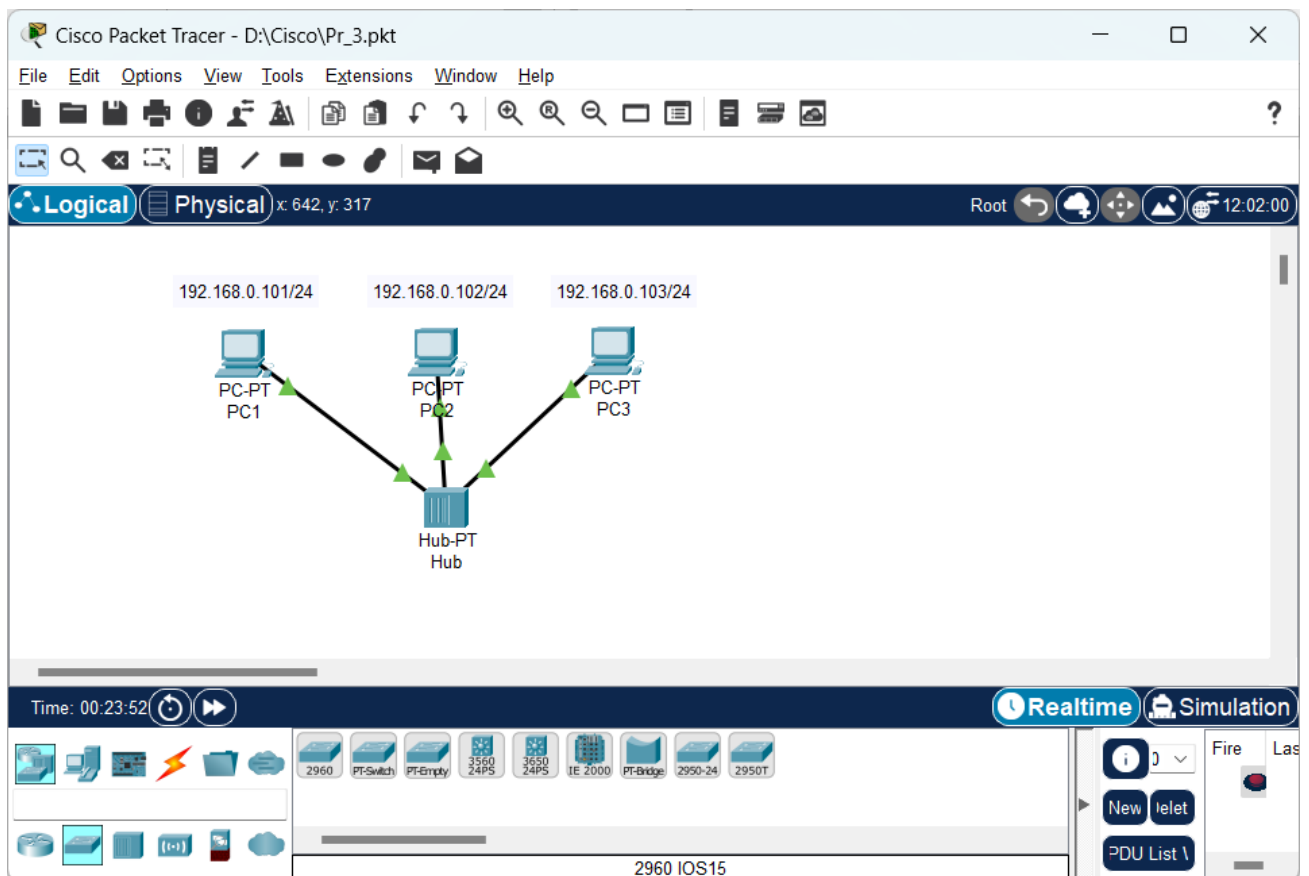 Cisco Packet Tracer - D:\Cisco\Pr_3.pkt
File Edit Options View Tools Extensions Window Help
?
Logical Physical x: 642, y: 317 Root 12:02:00
192.168.0.101/24 192.168.0.102/24 192.168.0.103/24
PC-PT PC-PT PC-PT
PC1 PC2 PC3
Hub-PT
Hub
Time: 00:23:52 Realtime Simulation
2960 PT-Switch PT-Empty 3560 24PS 3650 24PS IE 2000 PT-Bridge 2950-24 2950T
Fire Las
New Delet
PDU List
2960 IOS15